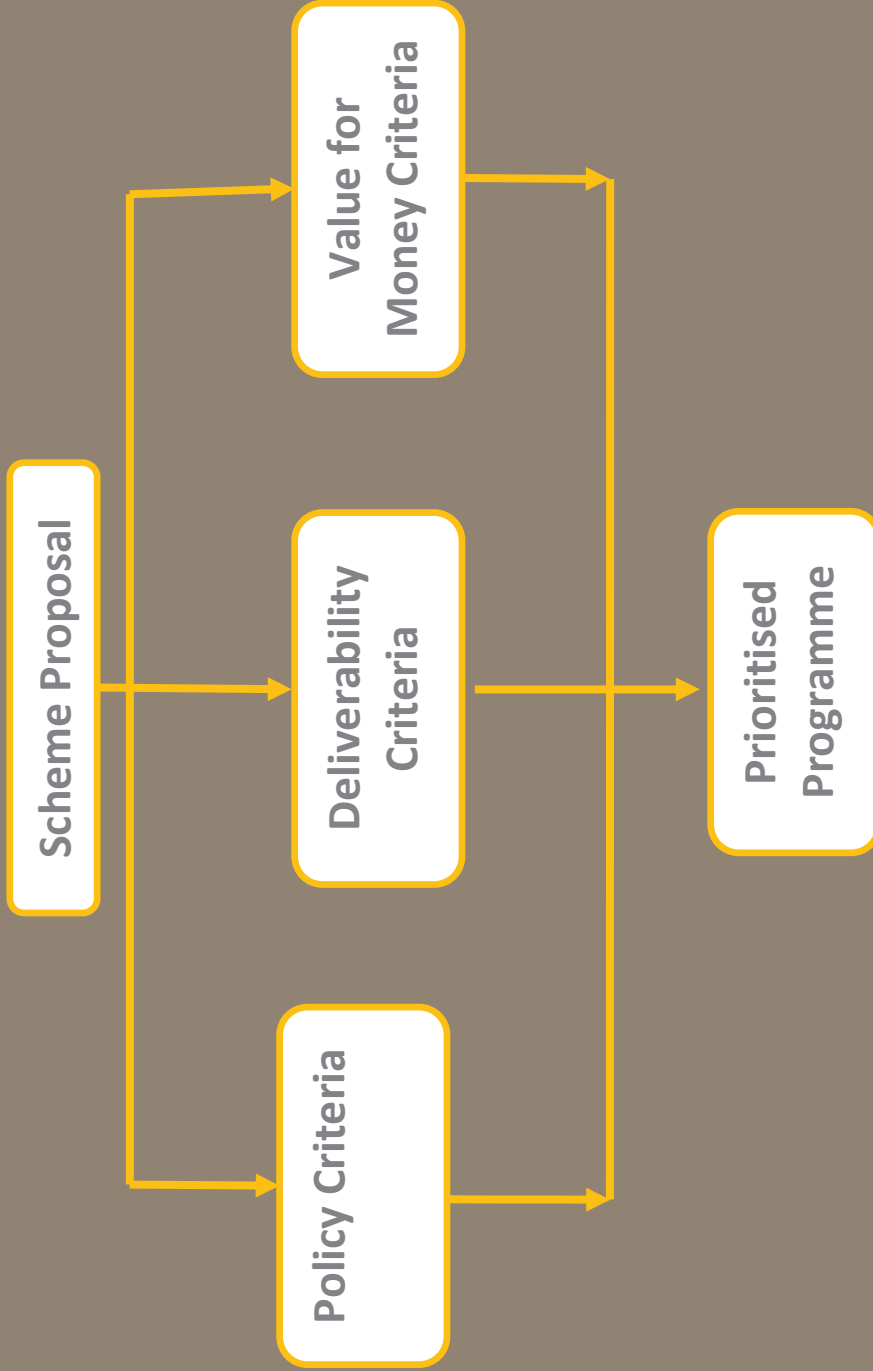 Scheme Proposal
Policy Criteria
Deliverability
Criteria
Value for
Money Criteria
Prioritised
Programme